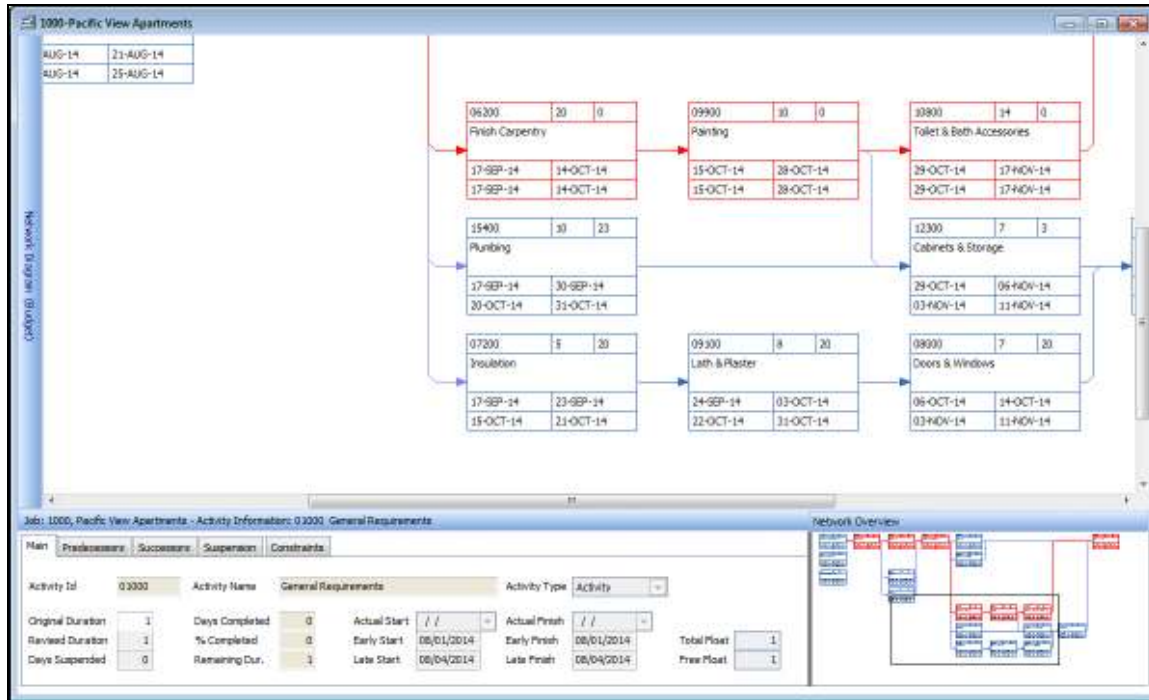 1000-Pacific View Apartments
AUG-14 21-AUG-14
AUG-14 25-AUG-14
06200 20 0
Finish Carpentry
17-SEP-14 14-OCT-14
17-SEP-14 14-OCT-14
09900 10 0
Painting
15-OCT-14 28-OCT-14
15-OCT-14 28-OCT-14
10800 14 0
Toilet & Bath Accessories
29-OCT-14 17-NOV-14
29-OCT-14 17-NOV-14
15400 10 23
Plumbing
17-SEP-14 30-SEP-14
20-OCT-14 31-OCT-14
12300 7 3
Cabinets & Storage
29-OCT-14 06-NOV-14
03-NOV-14 11-NOV-14
07200 5 20
Insulation
17-SEP-14 23-SEP-14
15-OCT-14 21-OCT-14
09100 8 20
Lath & Plaster
24-SEP-14 03-OCT-14
22-OCT-14 31-OCT-14
08000 7 20
Doors & Windows
06-OCT-14 14-OCT-14
03-NOV-14 11-NOV-14
Network Diagram (Budget)
Job: 1000, Pacific View Apartments - Activity Information: 01000 General Requirements
Network Overview
Main Predecessors Successors Suspension Constraints
Activity Id 01000 Activity Name General Requirements Activity Type Activity
Original Duration 1 Days Completed 0 Actual Start / / Actual Finish / /
Revised Duration 1 % Completed 0 Early Start 08/01/2014 Early Finish 08/01/2014 Total Float 1
Days Suspended 0 Remaining Dur. 1 Late Start 08/04/2014 Late Finish 08/04/2014 Free Float 1